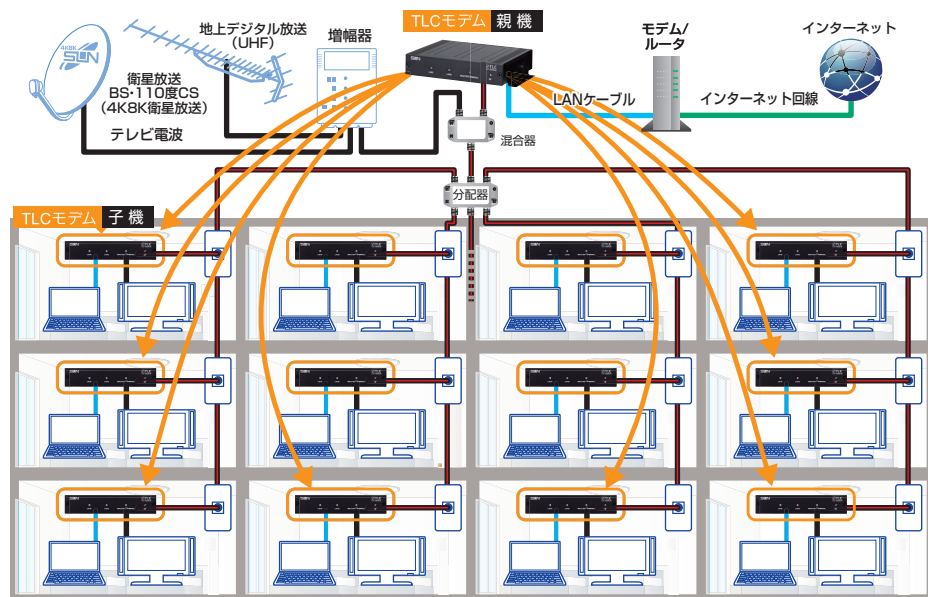 TLCモデム 親機
4K8K
SUN
地上デジタル放送
(UHF)
増幅器
モデム/
ルータ
インターネット
衛星放送
BS・110度CS
(4K8K衛星放送)
テレビ電波
LANケーブル
インターネット回線
混合器
分配器
TLCモデム 子機